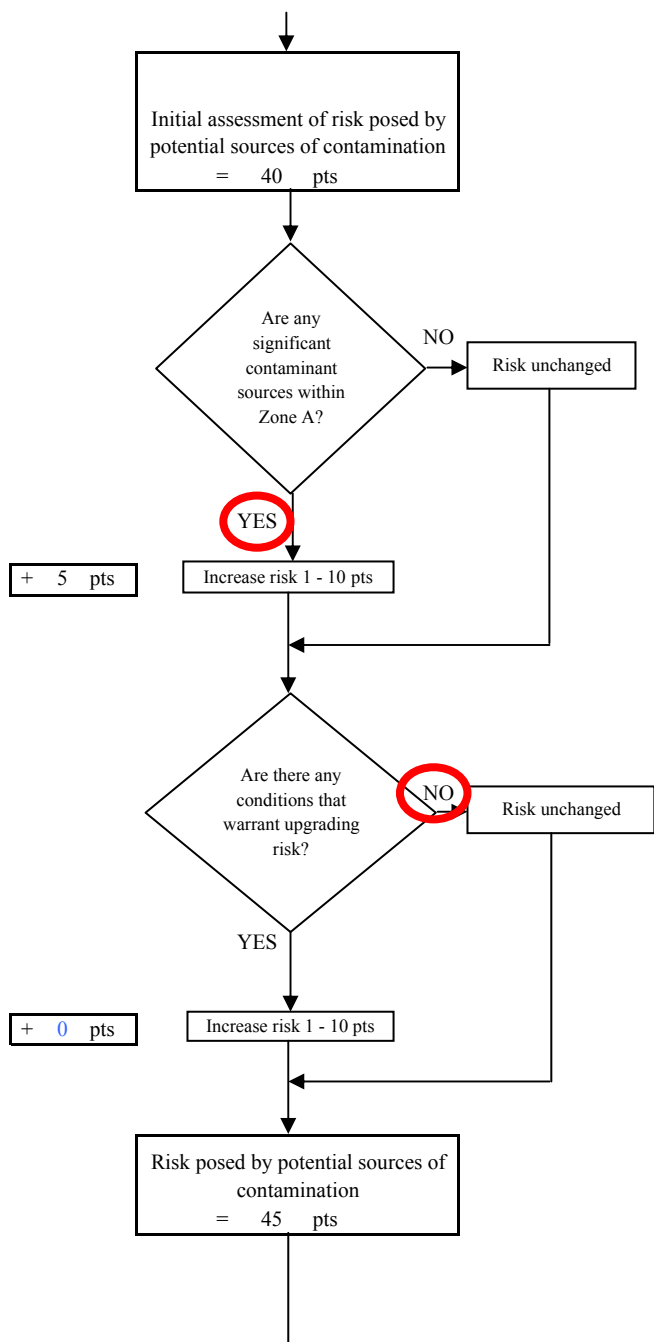 Initial assessment of risk posed by
potential sources of contamination
= 40 pts
Are any
significant
contaminant
sources within
Zone A?
NO
Risk unchanged
YES
+ 5 pts
Increase risk 1 - 10 pts
Are there any
conditions that
warrant upgrading
risk?
NO
Risk unchanged
YES
+ 0 pts
Increase risk 1 - 10 pts
Risk posed by potential sources of
contamination
= 45 pts